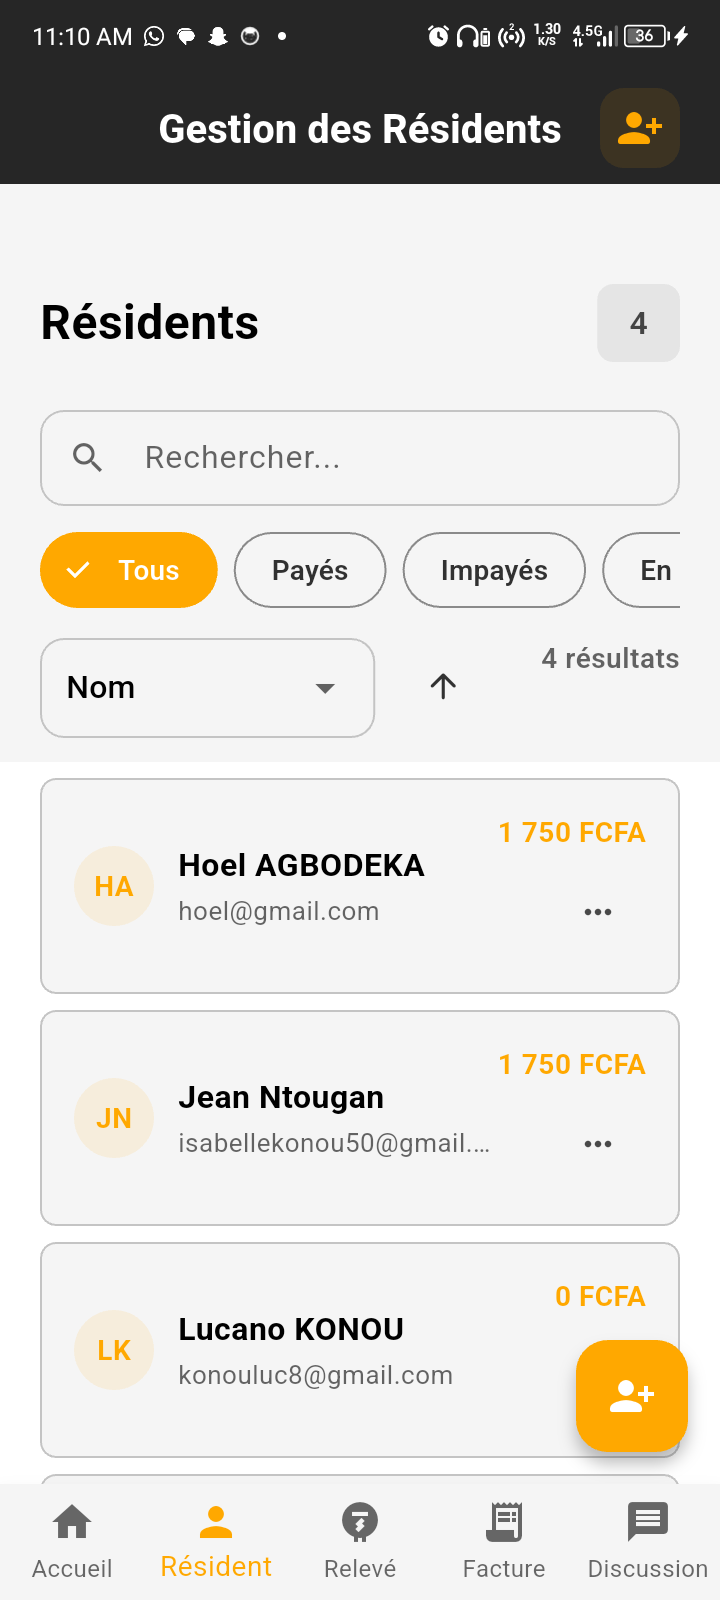 11:10 AM
2
1.30
K/S
4.5G
36
Gestion des Résidents
Résidents
4
Rechercher...
Tous
Payés
Impayés
En
Nom
4 résultats
1 750 FCFA
HA
Hoel AGBODEKA
hoel@gmail.com
1 750 FCFA
JN
Jean Ntougan
isabellekonou50@gmail.…
0 FCFA
LK
Lucano KONOU
konouluc8@gmail.com
Accueil
Résident
Relevé
Facture
Discussion